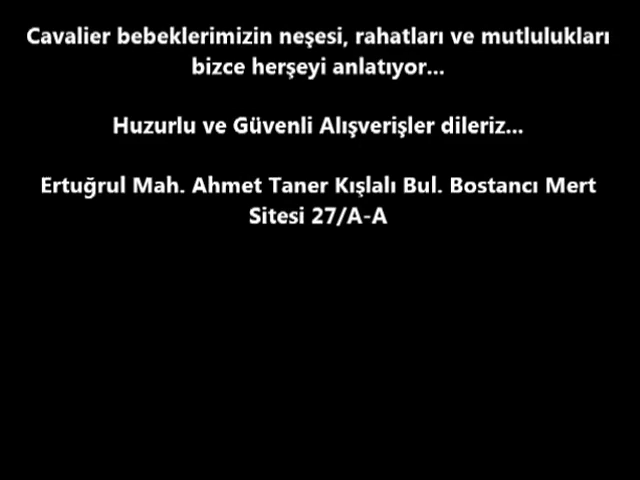 Cavalier bebeklerimizin neşesi, rahatları ve mutlulukları
bizce herşeyi anlatıyor...
Huzurlu ve Güvenli Alışverişler dileriz...
Ertuğrul Mah. Ahmet Taner Kışlalı Bul. Bostancı Mert
Sitesi 27/A-A